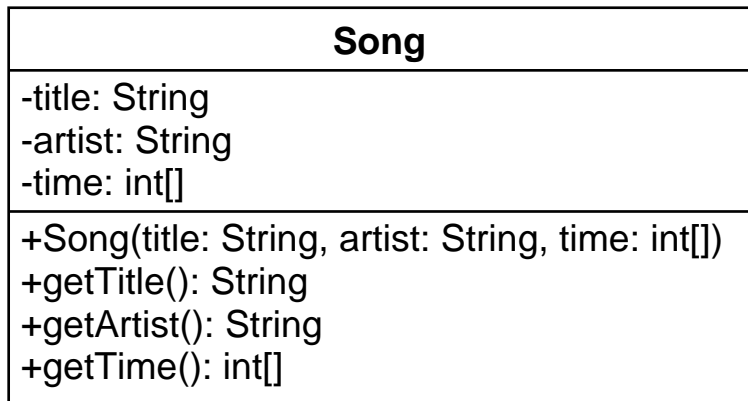 Song
-title: String
-artist: String
-time: int[]
+Song(title: String, artist: String, time: int[])
+getTitle(): String
+getArtist(): String
+getTime(): int[]